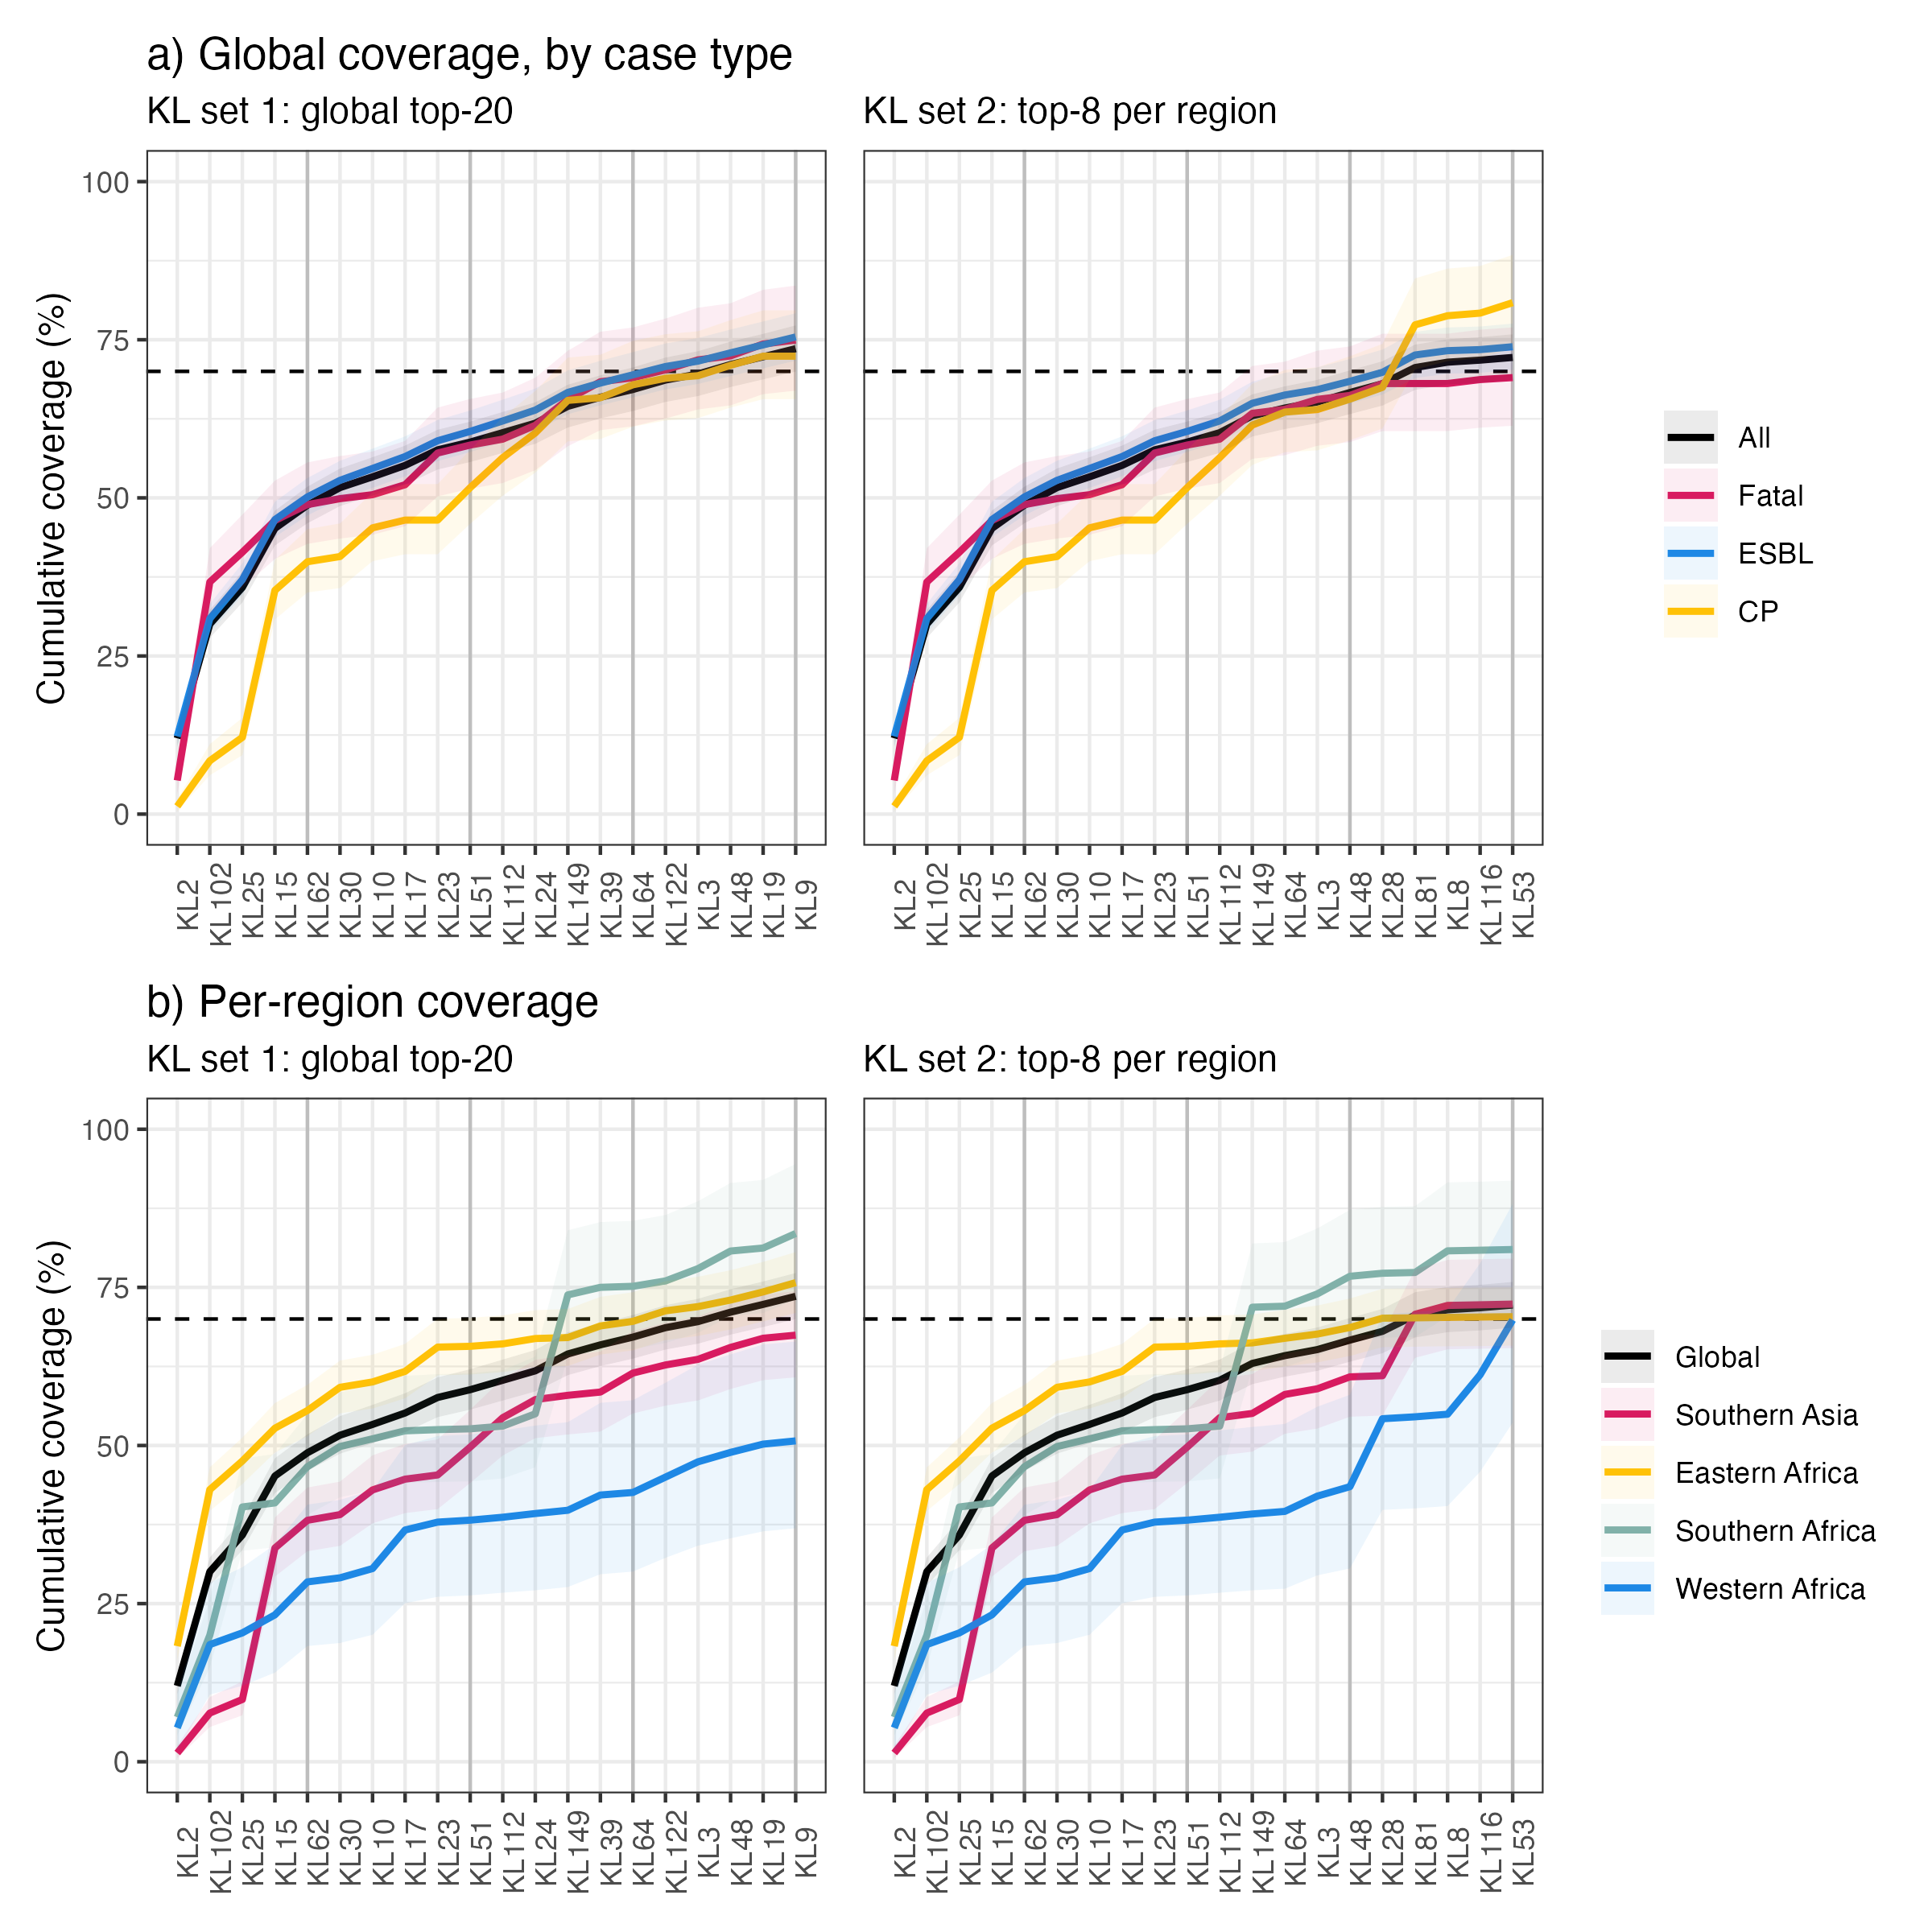 a) Global coverage, by case type
KL set 1: global top-20
KL set 2: top-8 per region
Cumulative coverage (%)
100
75
50
25
0
KL2
KL102
KL25
KL15
KL62
KL30
KL10
KL17
KL23
KL51
KL112
KL24
KL149
KL39
KL64
KL122
KL3
KL48
KL19
KL9
KL2
KL102
KL25
KL15
KL62
KL30
KL10
KL17
KL23
KL51
KL112
KL149
KL64
KL3
KL48
KL28
KL81
KL8
KL116
KL53
All
Fatal
ESBL
CP
b) Per-region coverage
KL set 1: global top-20
KL set 2: top-8 per region
Cumulative coverage (%)
100
75
50
25
0
KL2
KL102
KL25
KL15
KL62
KL30
KL10
KL17
KL23
KL51
KL112
KL24
KL149
KL39
KL64
KL122
KL3
KL48
KL19
KL9
KL2
KL102
KL25
KL15
KL62
KL30
KL10
KL17
KL23
KL51
KL112
KL149
KL64
KL3
KL48
KL28
KL81
KL8
KL116
KL53
Global
Southern Asia
Eastern Africa
Southern Africa
Western Africa